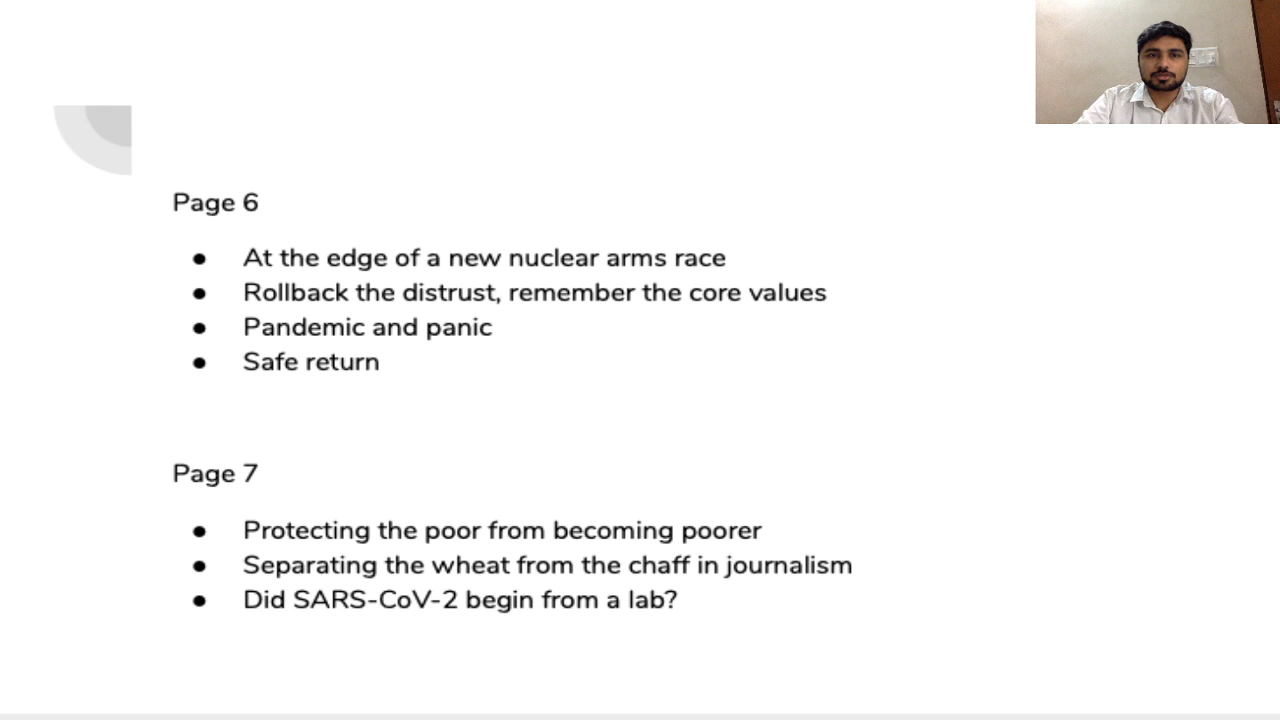 Page 6
● At the edge of a new nuclear arms race
● Rollback the distrust, remember the core values
● Pandemic and panic
● Safe return
Page 7
● Protecting the poor from becoming poorer
● Separating the wheat from the chaff in journalism
● Did SARS-CoV-2 begin from a lab?